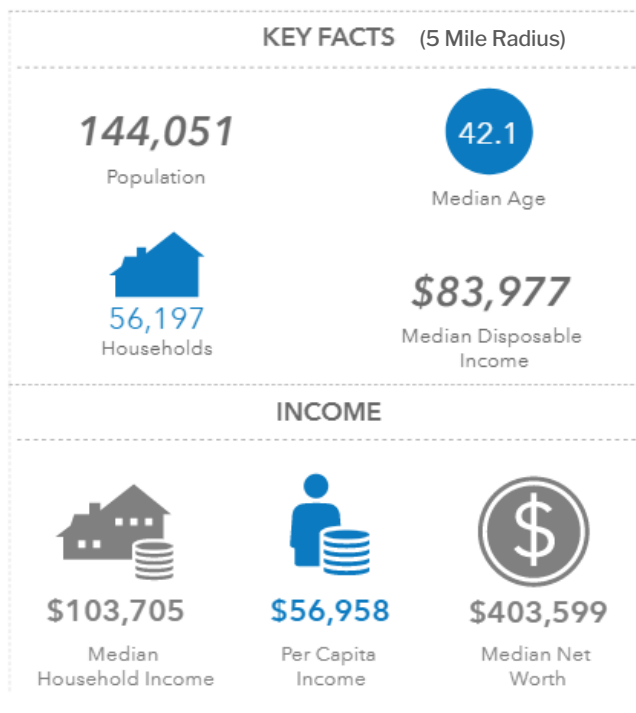 KEY FACTS (5 Mile Radius)
144,051
Population
42.1
Median Age
56,197
Households
$83,977
Median Disposable
Income
INCOME
$103,705
Median
Household Income
$56,958
Per Capita
Income
$
$403,599
Median Net
Worth